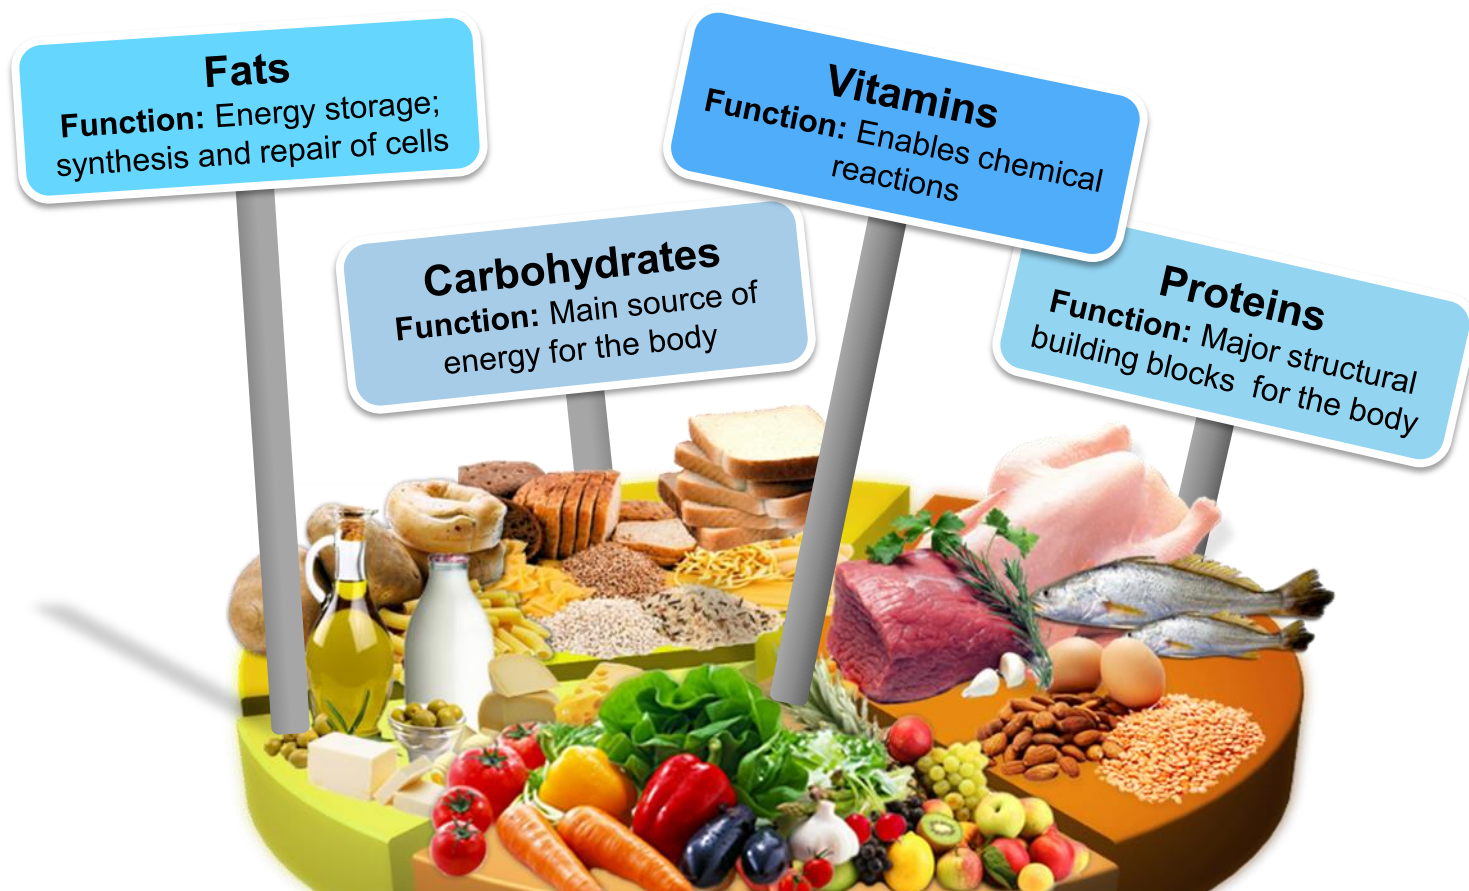 Fats
Function: Energy storage;
synthesis and repair of cells
Vitamins
Function: Enables chemical
reactions
Carbohydrates
Function: Main source of
energy for the body
Proteins
Function: Major structural
building blocks  for the body